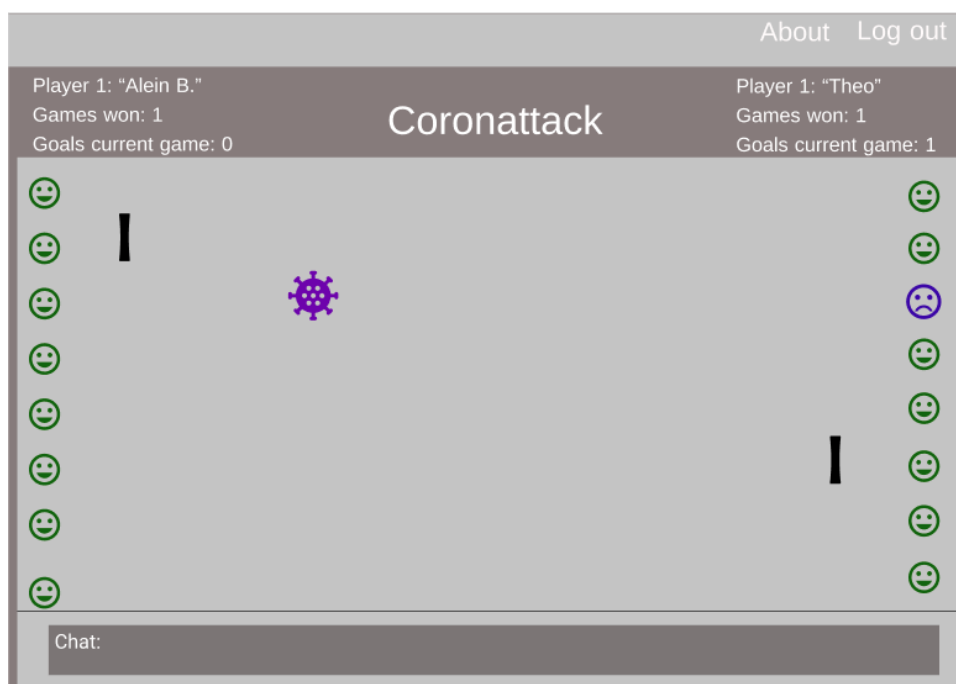 About Log out
Player 1: “Alein B.”
Games won: 1
Goals current game: 0
Coronattack
Player 1: “Theo”
Games won: 1
Goals current game: 1
Chat: